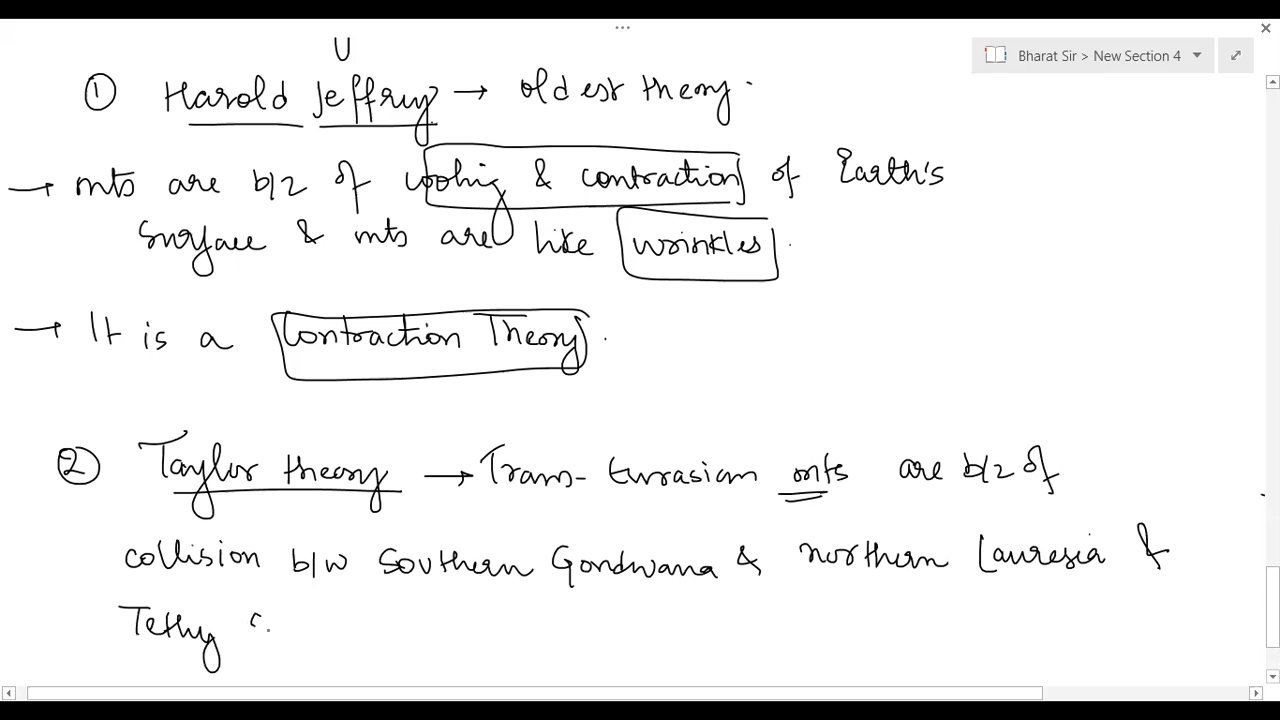 Bharat Sir > New Section 4
U
① Harold Jeffry → oldest theory.
→ mts are b/z of cooling & contraction of Earth's
surface & mts are like wrinkles.
→ It is a Contraction Theory.
② Taylor theory → Trans-Eurasian mts are b/z of
collision b/w Southern Gondwana & northern Lauresia &
Tethy